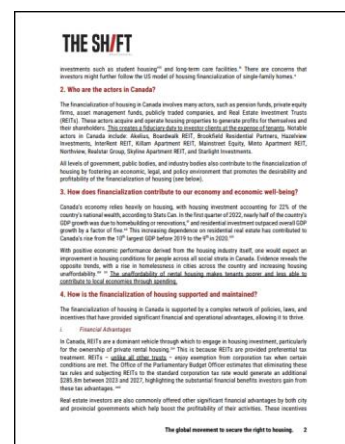 THE SH/FT
investments such as student housing and long-term care facilities. There are concerns that
investors might further follow the US model of housing financialization of single-family homes.
2. Who are the actors in Canada?
The financialization of housing in Canada involves many actors, such as pension funds, private equity
firms, asset management funds, publicly traded companies, and Real Estate Investment Trusts
(REITs). These actors acquire and operate housing properties to generate profits for themselves and
their shareholders. This creates a fiduciary duty to investor clients at the expense of tenants. Notable
actors in Canada include: Akelius, Boardwalk REIT, Brookfield Residential Partners, Hazelview
Investments, InterRent REIT, Killam Apartment REIT, Mainstreet Equity, Minto Apartment REIT,
Northview, Realstar Group, Skyline Apartment REIT, and Starlight Investments.
All levels of government, public bodies, and industry bodies also contribute to the financialization of
housing by fostering an economic, legal, and policy environment that promotes the desirability and
profitability of the financialization of housing (see below).
3. How does financialization contribute to our economy and economic well-being?
Canada's economy relies heavily on housing, with housing investment accounting for 22% of the
country's national wealth, according to Stats Can. In the first quarter of 2022, nearly half of the country's
GDP growth was due to homebuilding or renovations, and residential investment outpaced overall GDP
growth by a factor of five. This increasing dependence on residential real estate has contributed to
Canada's rise from the 10th largest GDP before 2019 to the 9th in 2020.
With positive economic performance derived from the housing industry itself, one would expect an
improvement in housing conditions for people across all social strata in Canada. Evidence reveals the
opposite trends, with a rise in homelessness in cities across the country and increasing housing
unaffordability. The unaffordability of rental housing makes tenants poorer and less able to
contribute to local economies through spending.
4. How is the financialization of housing supported and maintained?
The financialization of housing in Canada is supported by a complex network of policies, laws, and
incentives that have provided significant financial and operational advantages, allowing it to thrive.
i. Financial Advantages
In Canada, REITs are a dominant vehicle through which to engage in housing investment, particularly
for the ownership of private rental housing. This is because REITs are provided preferential tax
treatment. REITs – unlike all other trusts – enjoy exemption from corporation tax when certain
conditions are met. The Office of the Parliamentary Budget Officer estimates that eliminating these
tax rules and subjecting REITs to the standard corporation tax rate would generate an additional
$285.8m between 2023 and 2027, highlighting the substantial financial benefits investors gain from
these tax advantages.
Real estate investors are also commonly offered other significant financial advantages by both city
and provincial governments which help boost the profitability of their activities. These incentives
The global movement to secure the right to housing. 2